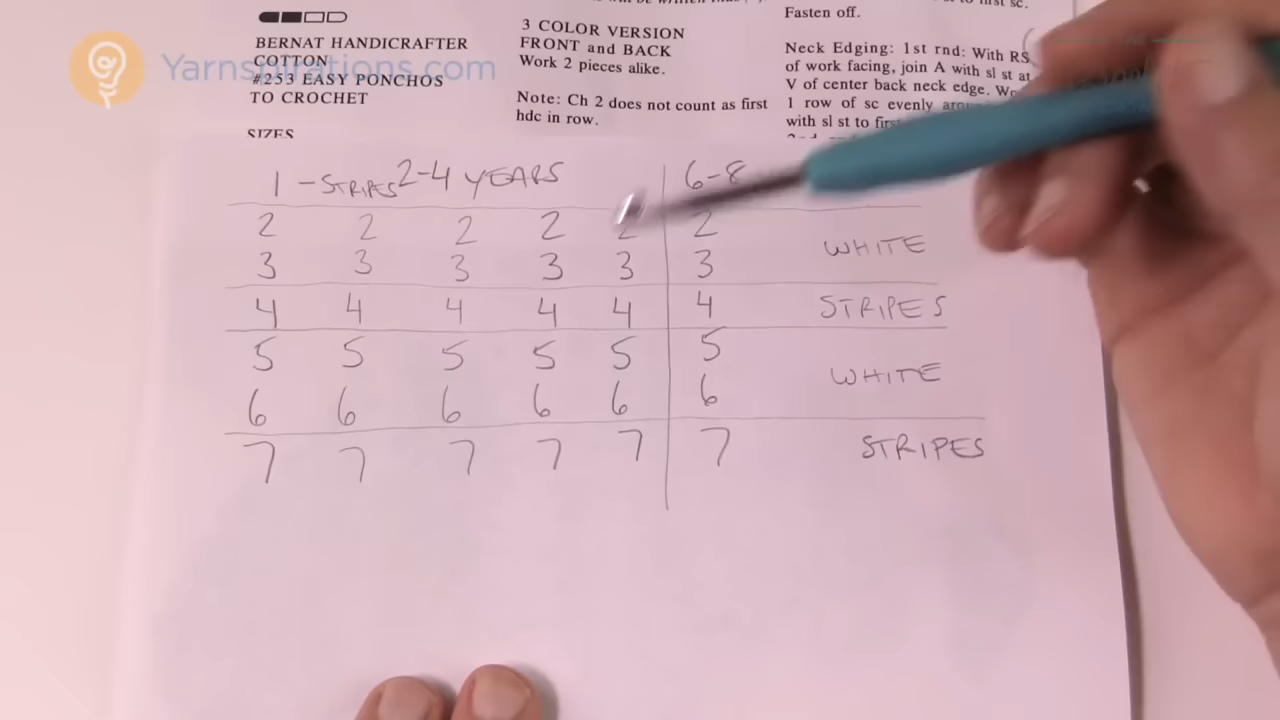 Yarnspirations.com
BERNAT HANDICRAFTER
COTTON
#253 EASY PONCHOS
TO CROCHET
SIZES
3 COLOR VERSION
FRONT and BACK
Work 2 pieces alike.
Note: Ch 2 does not count as first
hdc in row.
sc.
Fasten off.
Neck Edging: 1st rnd: With RS
of work facing, join A with sl st at
V of center back neck edge.
1 row of sc evenly
with sl st to
1 - STRIPES 2-4 YEARS 6-8
2 2 2 2 2 2 WHITE
3 3 3 3 3 3
4 4 4 4 4 4 STRIPES
5 5 5 5 5 5 WHITE
6 6 6 6 6 6
7 7 7 7 7 7 STRIPES